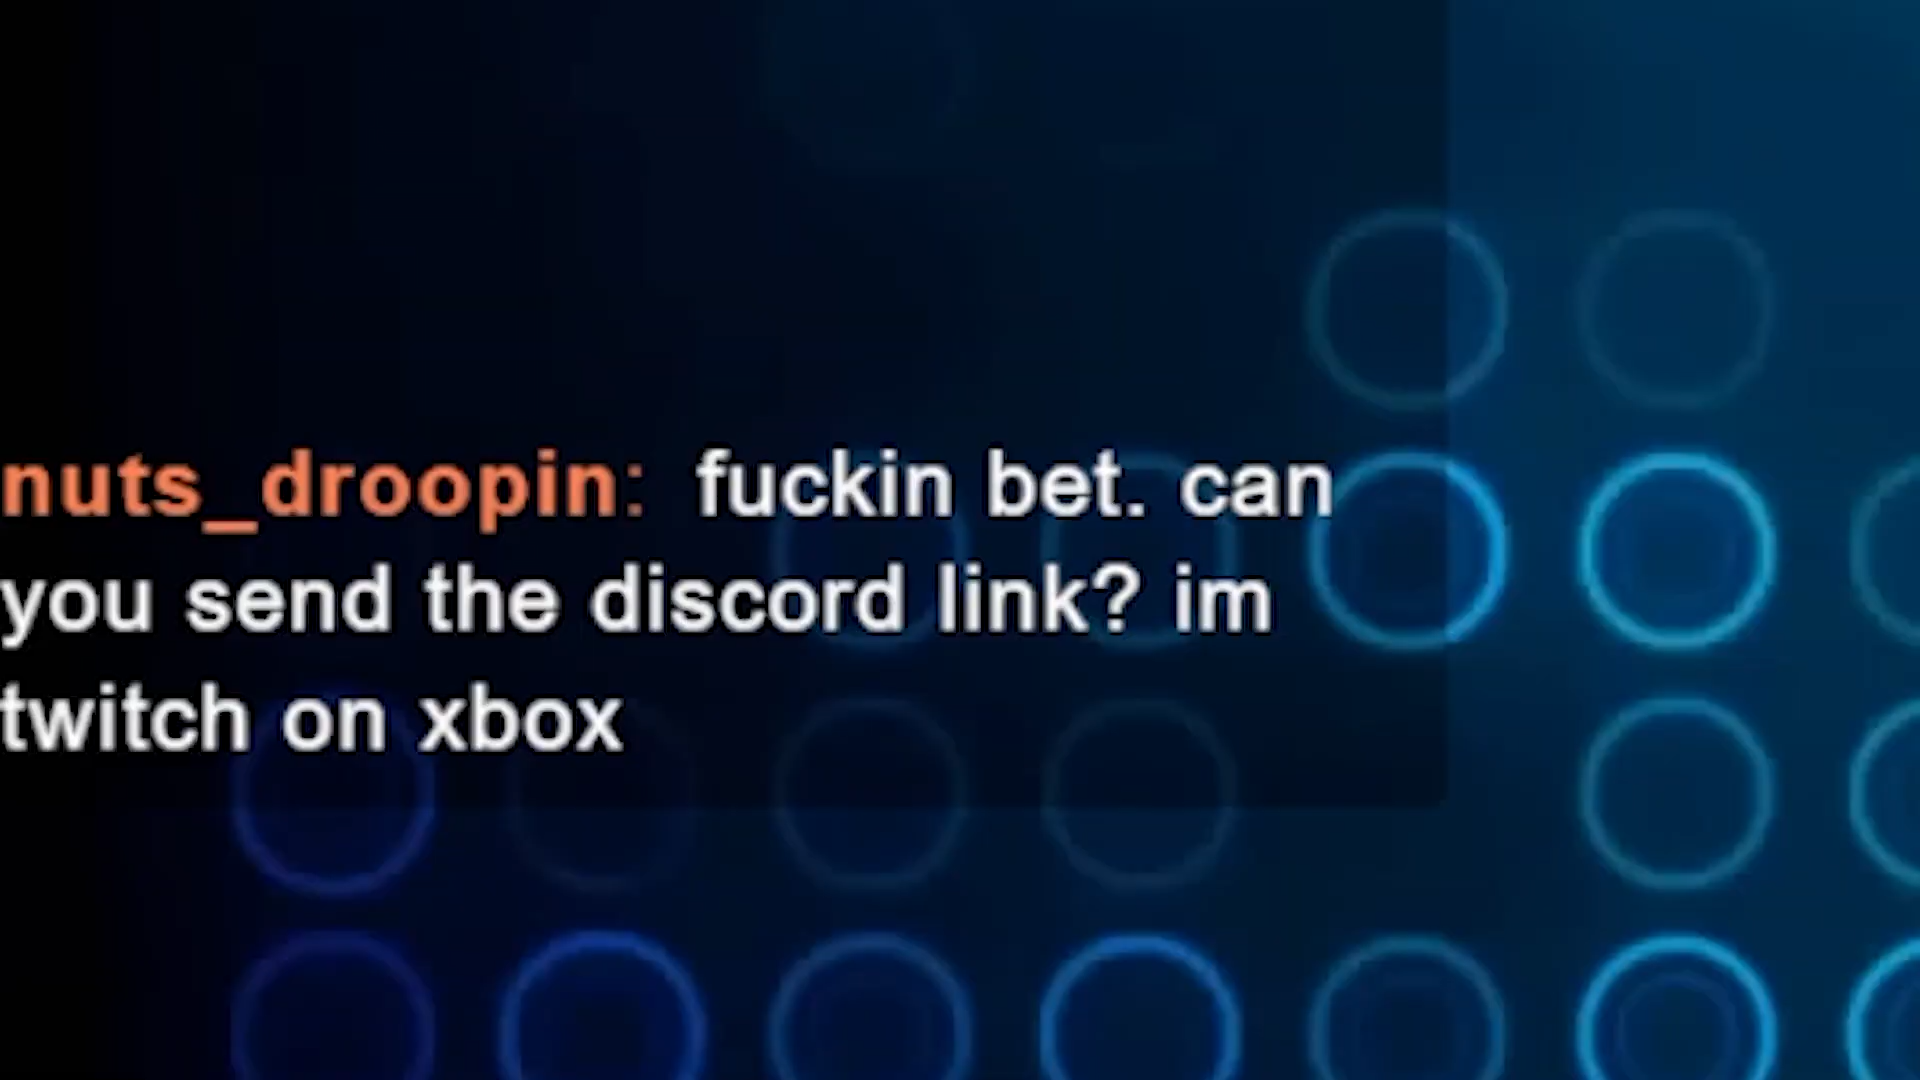 nuts_droopin: fuckin bet. can
you send the discord link? im
twitch on xbox